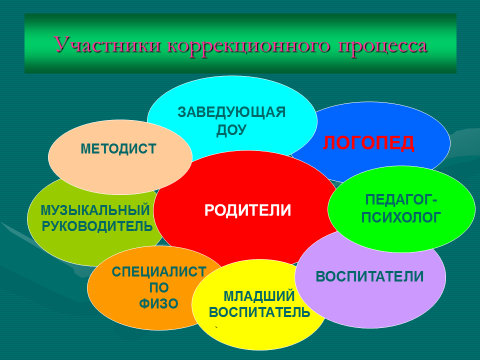 Участники коррекционного процесса
ЗАВЕДУЮЩАЯ
ДОУ
ЛОГОПЕД
МЕТОДИСТ
ПЕДАГОГ-
ПСИХОЛОГ
РОДИТЕЛИ
МУЗЫКАЛЬНЫЙ
РУКОВОДИТЕЛЬ
СПЕЦИАЛИСТ
ПО
ФИЗО
ВОСПИТАТЕЛИ
МЛАДШИЙ
ВОСПИТАТЕЛЬ